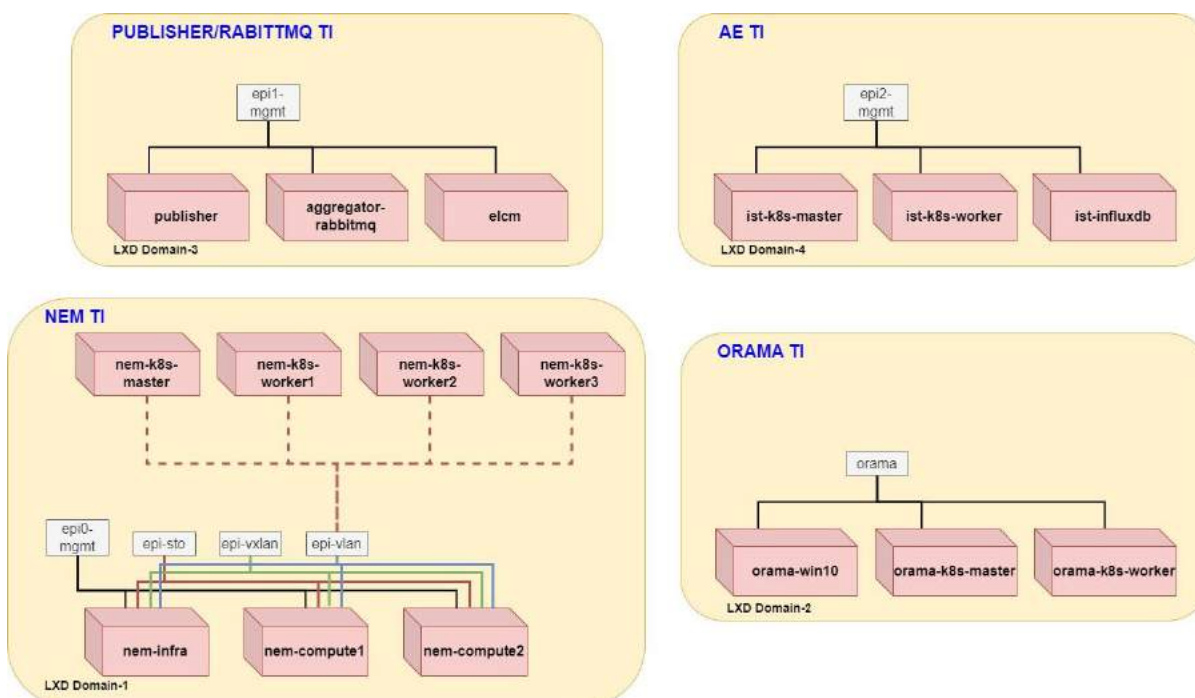 PUBLISHER/RABITTMQ TI
epi1-
mgmt
publisher
aggregator-
rabbitmq
elcm
LXD Domain-3
AE TI
epi2-
mgmt
ist-k8s-master
ist-k8s-worker
ist-influxdb
LXD Domain-4
NEM TI
nem-k8s-
master
nem-k8s-
worker1
nem-k8s-
worker2
nem-k8s-
worker3
epi0-
mgmt
epi-sto
epi-vxlan
epi-vlan
nem-infra
nem-compute1
nem-compute2
LXD Domain-1
ORAMA TI
orama
orama-win10
orama-k8s-master
orama-k8s-worker
LXD Domain-2